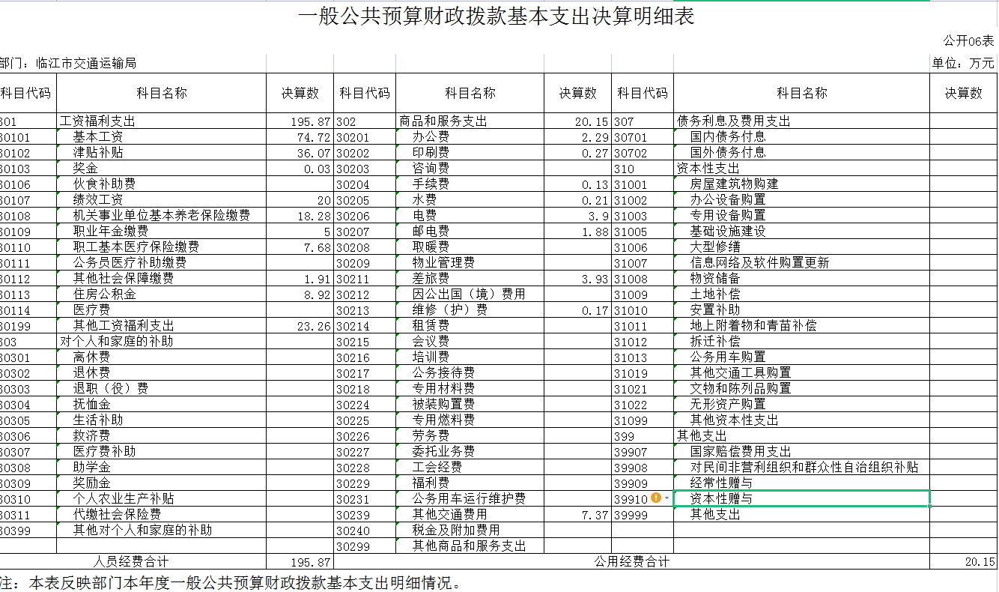 一般公共预算财政拨款基本支出决算明细表
公开06表
部门：临江市交通运输局 单位：万元
科目代码 科目名称 决算数 科目代码 科目名称 决算数 科目代码 科目名称 决算数
301 工资福利支出 195.87 302 商品和服务支出 20.15 307 债务利息及费用支出
30101 基本工资 74.72 30201 办公费 2.29 30701 国内债务付息
30102 津贴补贴 36.07 30202 印刷费 0.27 30702 国外债务付息
30103 奖金 0.03 30203 咨询费 310 资本性支出
30106 伙食补助费 30204 手续费 0.13 31001 房屋建筑物购建
30107 绩效工资 20 30205 水费 0.21 31002 办公设备购置
30108 机关事业单位基本养老保险缴费 18.28 30206 电费 3.9 31003 专用设备购置
30109 职业年金缴费 5 30207 邮电费 1.88 31005 基础设施建设
30110 职工基本医疗保险缴费 7.68 30208 取暖费 31006 大型修缮
30111 公务员医疗补助缴费 30209 物业管理费 31007 信息网络及软件购置更新
30112 其他社会保障缴费 1.91 30211 差旅费 3.93 31008 物资储备
30113 住房公积金 8.92 30212 因公出国（境）费用 31009 土地补偿
30114 医疗费 30213 维修（护）费 0.17 31010 安置补助
30199 其他工资福利支出 23.26 30214 租赁费 31011 地上附着物和青苗补偿
303 对个人和家庭的补助 30215 会议费 31012 拆迁补偿
30301 离休费 30216 培训费 31013 公务用车购置
30302 退休费 30217 公务接待费 31019 其他交通工具购置
30303 退职（役）费 30218 专用材料费 31021 文物和陈列品购置
30304 抚恤金 30224 被装购置费 31022 无形资产购置
30305 生活补助 30225 专用燃料费 31099 其他资本性支出
30306 救济费 30226 劳务费 399 其他支出
30307 医疗费补助 30227 委托业务费 39907 国家赔偿费用支出
30308 助学金 30228 工会经费 39908 对民间非营利组织和群众性自治组织补贴
30309 奖励金 30229 福利费 39909 经常性赠与
30310 个人农业生产补贴 30231 公务用车运行维护费 39910 资本性赠与
30311 代缴社会保险费 30239 其他交通费用 7.37 39999 其他支出
30399 其他对个人和家庭的补助 30240 税金及附加费用
30299 其他商品和服务支出
人员经费合计 195.87 公用经费合计 20.15
注：本表反映部门本年度一般公共预算财政拨款基本支出明细情况。